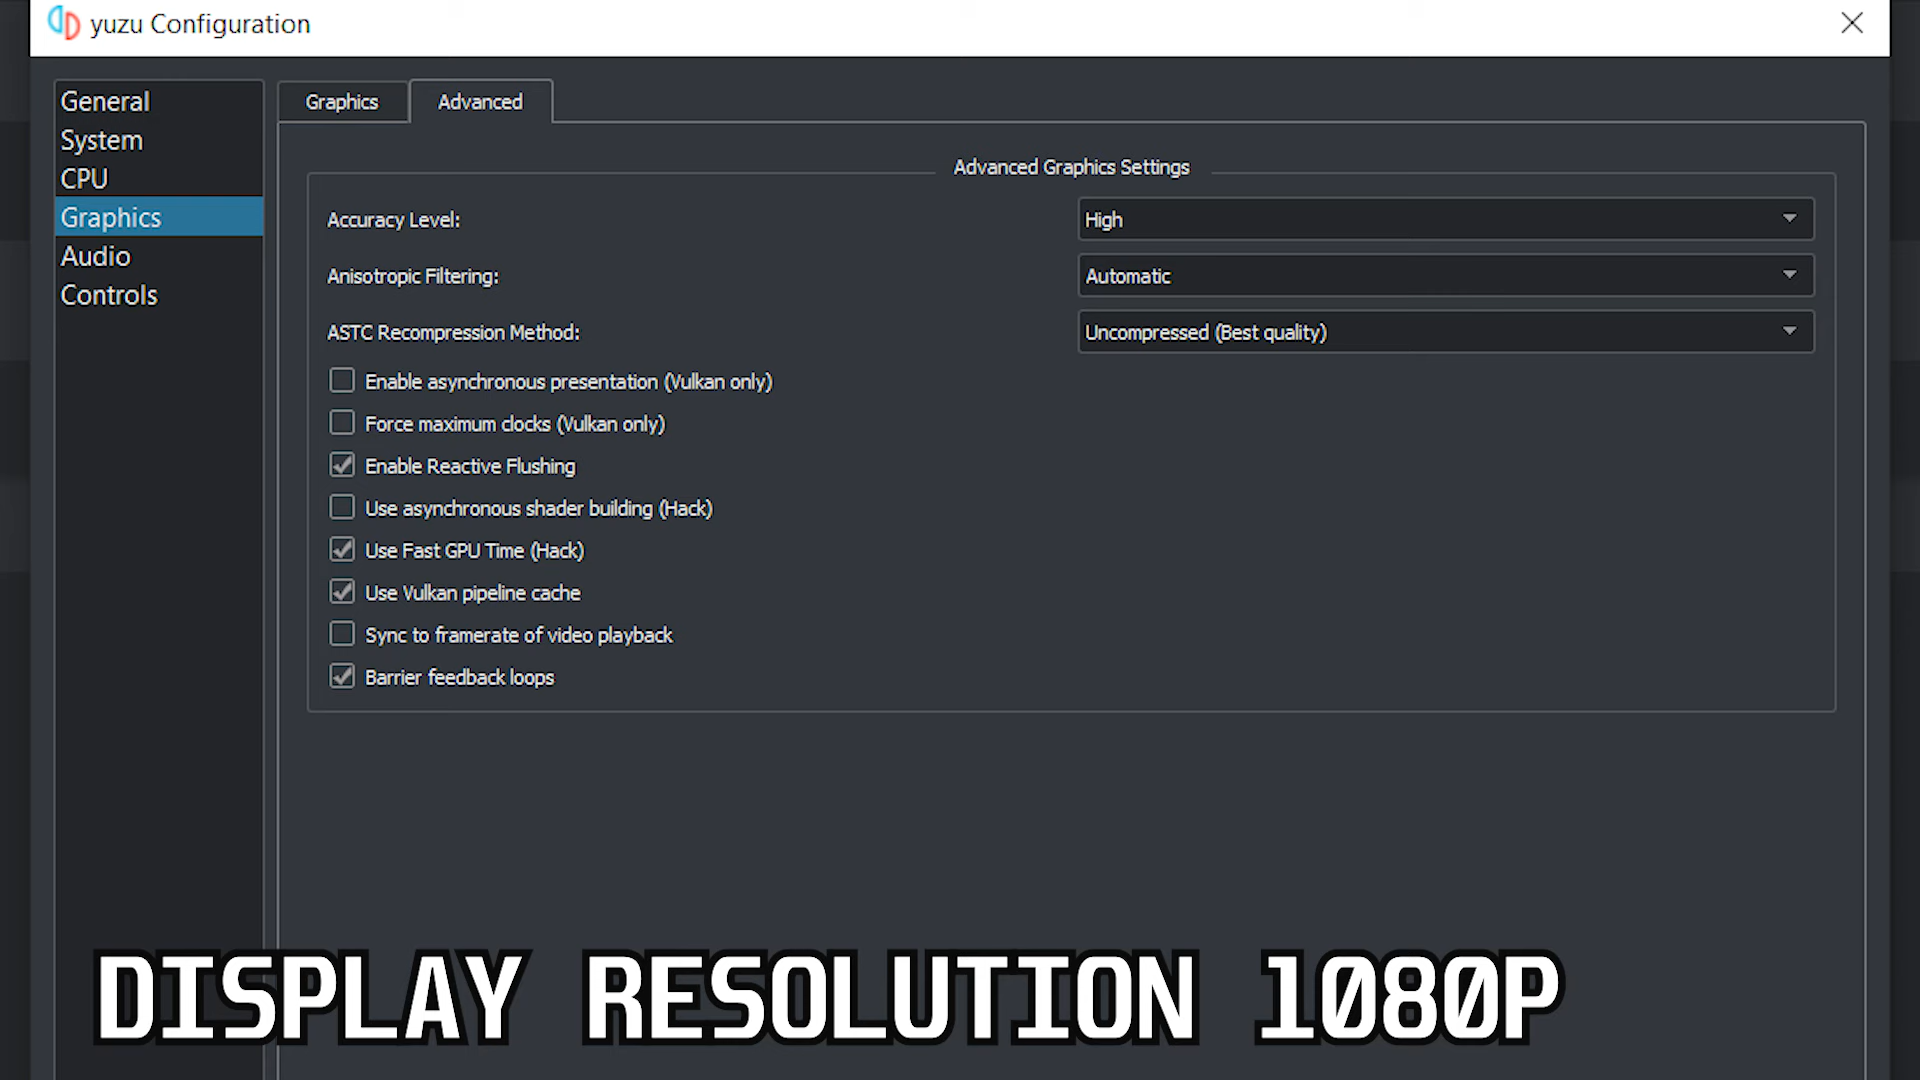 yuzu Configuration
General
System
CPU
Graphics
Audio
Controls
Graphics
Advanced
Advanced Graphics Settings
Accuracy Level: High
Anisotropic Filtering: Automatic
ASTC Recompression Method: Uncompressed (Best quality)
Enable asynchronous presentation (Vulkan only)
Force maximum clocks (Vulkan only)
Enable Reactive Flushing
Use asynchronous shader building (Hack)
Use Fast GPU Time (Hack)
Use Vulkan pipeline cache
Sync to framerate of video playback
Barrier feedback loops
DISPLAY RESOLUTION 1080P